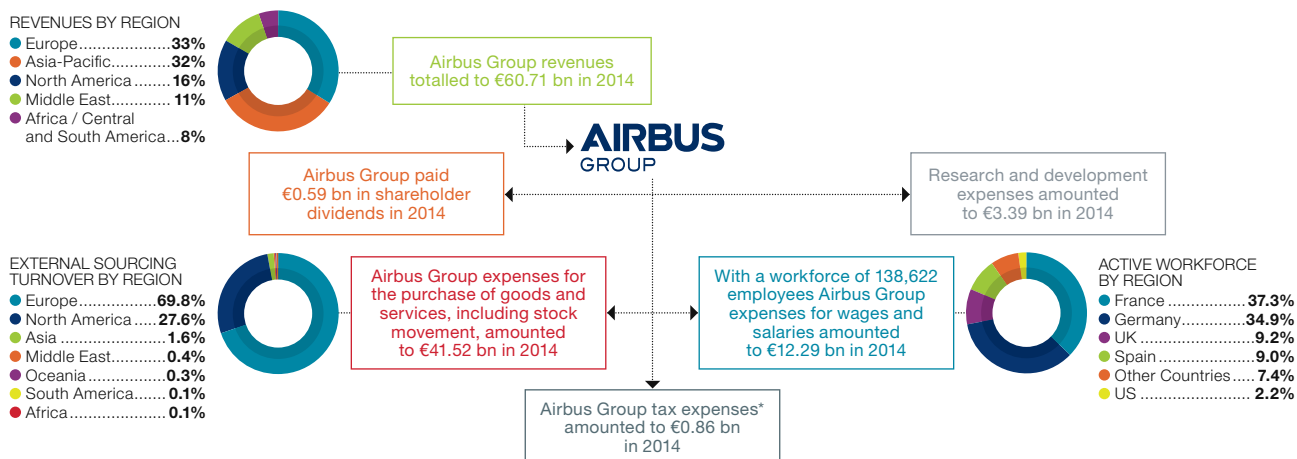 REVENUES BY REGION
Europe....................33%
Asia-Pacific..............32%
North America ........16%
Middle East..............11%
Africa / Central
and South America...8%
Airbus Group revenues
totalled to €60.71 bn in 2014
AIRBUS
GROUP
Airbus Group paid
€0.59 bn in shareholder
dividends in 2014
Research and development
expenses amounted
to €3.39 bn in 2014
EXTERNAL SOURCING
TURNOVER BY REGION
Europe.................69.8%
North America.......27.6%
Asia .......................1.6%
Middle East.............0.4%
Oceania .................0.3%
South America.......0.1%
Africa .....................0.1%
Airbus Group expenses for
the purchase of goods and
services, including stock
movement, amounted
to €41.52 bn in 2014
With a workforce of 138,622
employees Airbus Group
expenses for wages and
salaries amounted
to €12.29 bn in 2014
ACTIVE WORKFORCE
BY REGION
France .................37.3%
Germany...............34.9%
UK .........................9.2%
Spain .....................9.0%
Other Countries .....7.4%
US .........................2.2%
Airbus Group tax expenses*
amounted to €0.86 bn
in 2014